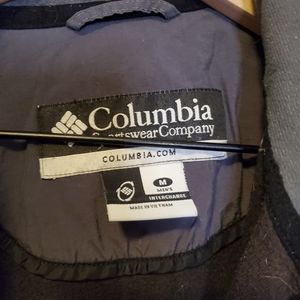 Columbia
Sportswear Company
COLUMBIA.COM
M
MEN'S
INTERCHANGE
MADE IN VIETNAM